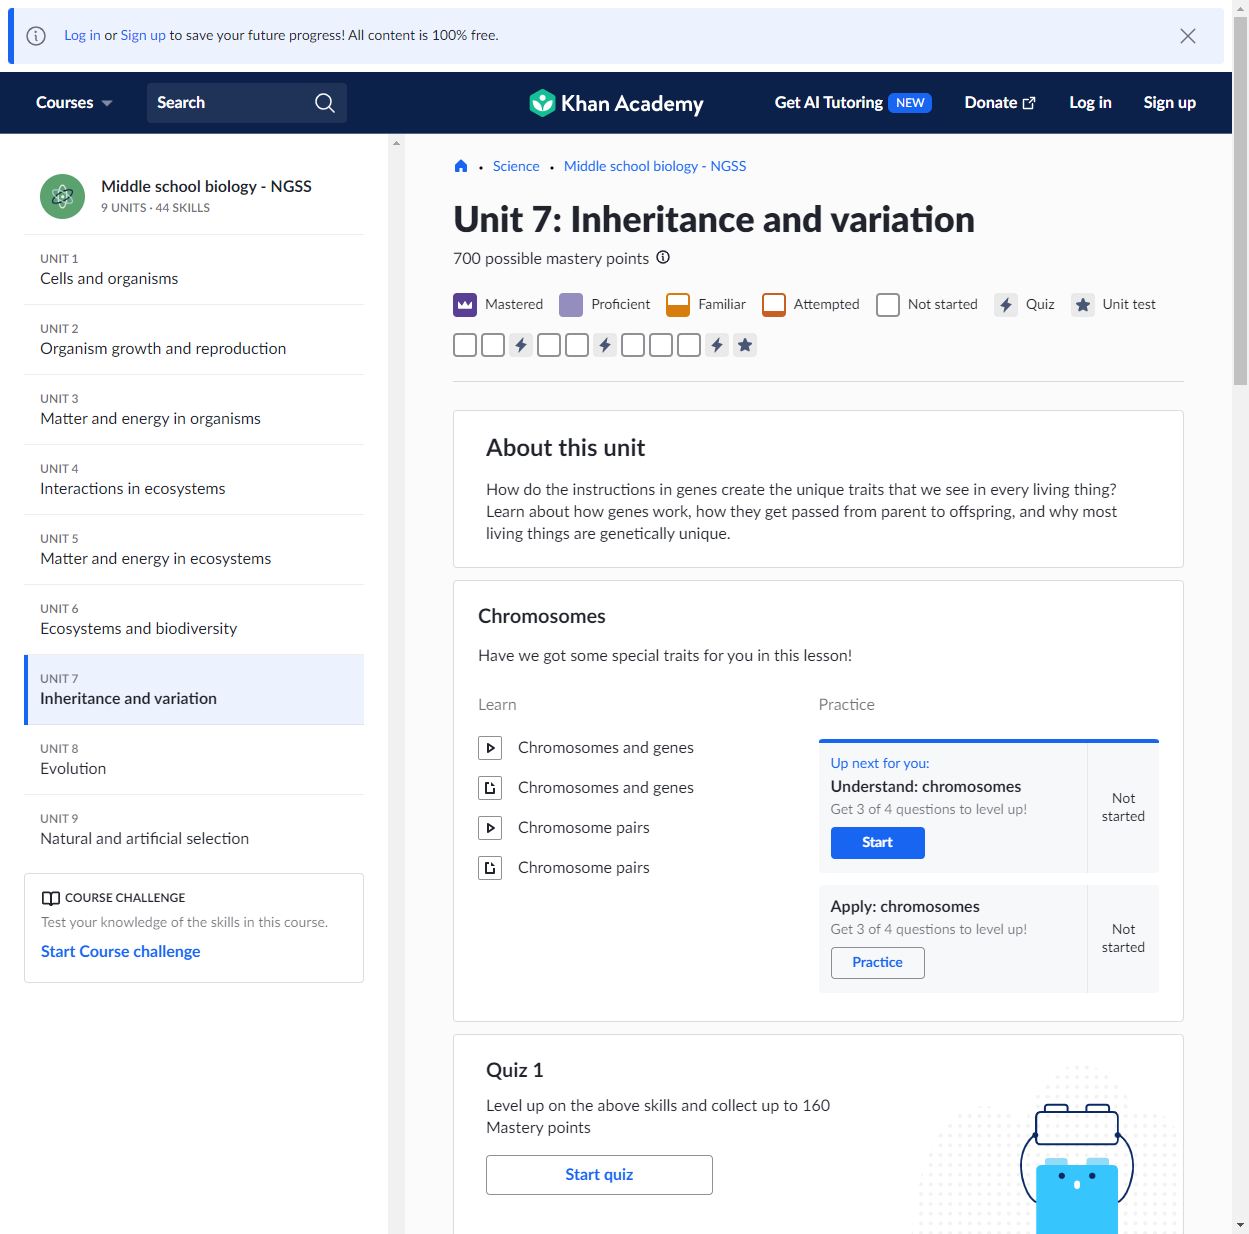 Log in or Sign up to save your future progress! All content is 100% free.
Courses
Search
Khan Academy
Get AI Tutoring NEW
Donate
Log in
Sign up
Middle school biology - NGSS
9 UNITS · 44 SKILLS
UNIT 1
Cells and organisms
UNIT 2
Organism growth and reproduction
UNIT 3
Matter and energy in organisms
UNIT 4
Interactions in ecosystems
UNIT 5
Matter and energy in ecosystems
UNIT 6
Ecosystems and biodiversity
UNIT 7
Inheritance and variation
UNIT 8
Evolution
UNIT 9
Natural and artificial selection
COURSE CHALLENGE
Test your knowledge of the skills in this course.
Start Course challenge
Science
Middle school biology - NGSS
Unit 7: Inheritance and variation
700 possible mastery points
Mastered
Proficient
Familiar
Attempted
Not started
Quiz
Unit test
About this unit
How do the instructions in genes create the unique traits that we see in every living thing?
Learn about how genes work, how they get passed from parent to offspring, and why most
living things are genetically unique.
Chromosomes
Have we got some special traits for you in this lesson!
Learn
Chromosomes and genes
Chromosomes and genes
Chromosome pairs
Chromosome pairs
Practice
Up next for you:
Understand: chromosomes
Get 3 of 4 questions to level up!
Start
Not
started
Apply: chromosomes
Get 3 of 4 questions to level up!
Practice
Not
started
Quiz 1
Level up on the above skills and collect up to 160
Mastery points
Start quiz